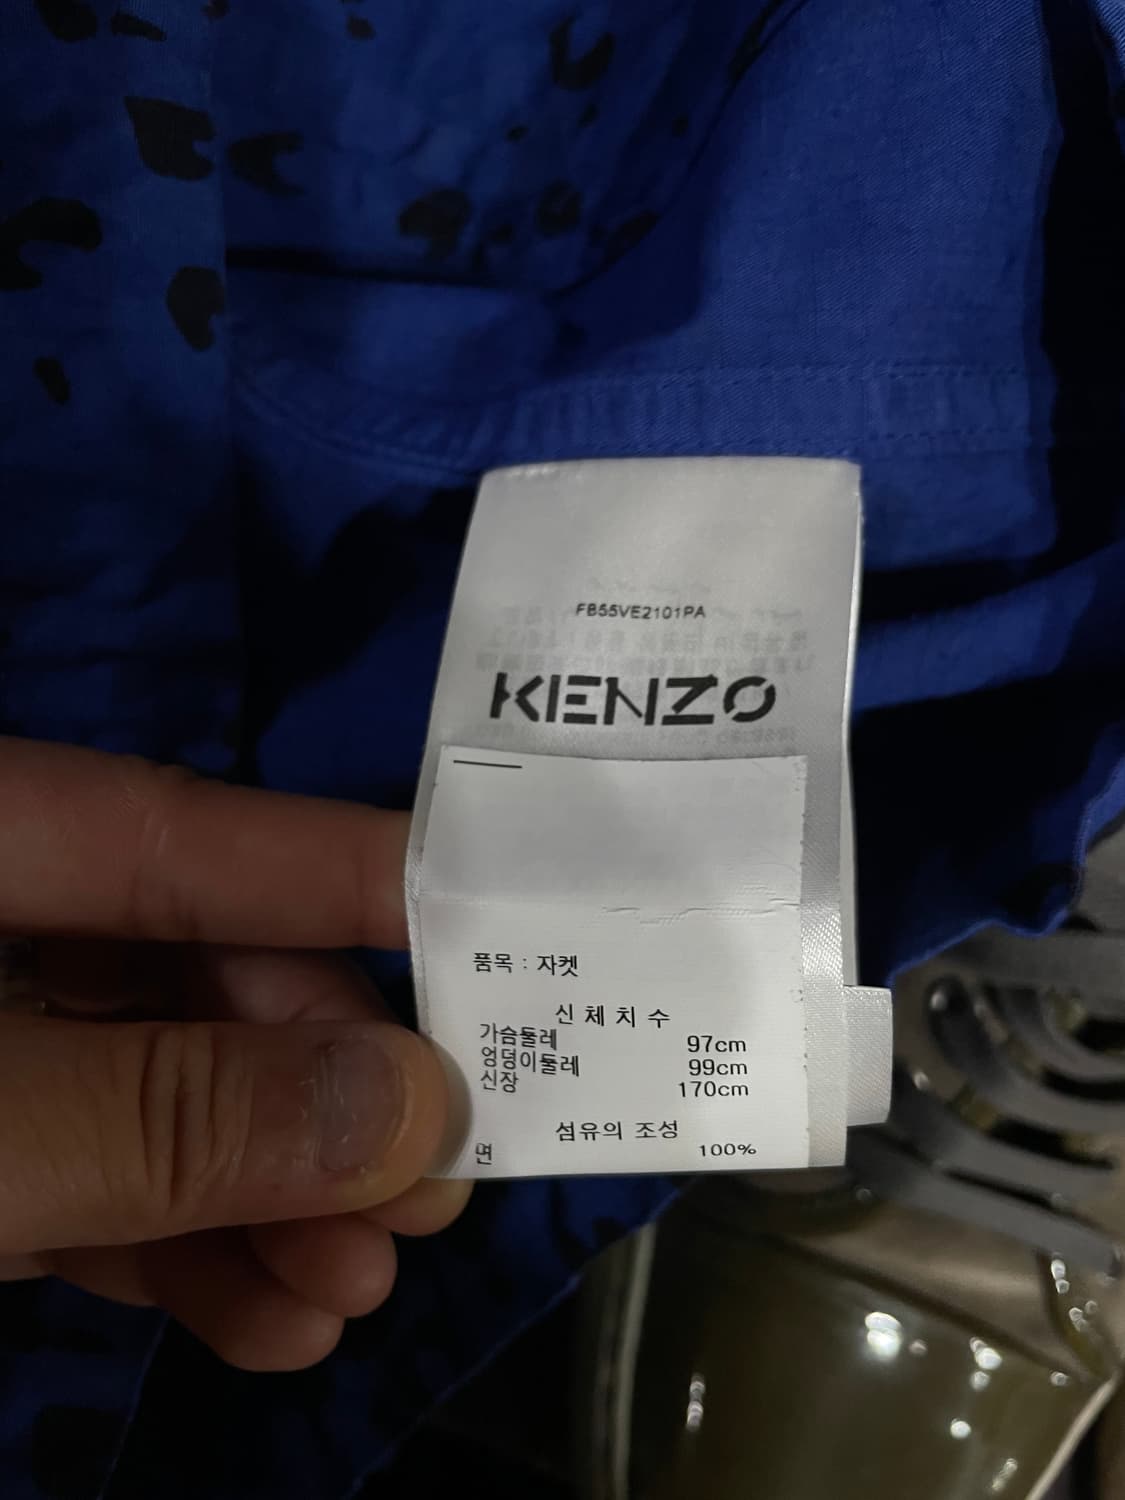 FB55VE2101PA
KENZO
품목 : 자켓
신체치수
가슴둘레 97cm
엉덩이둘레 99cm
신장 170cm
섬유의 조성
면 100%